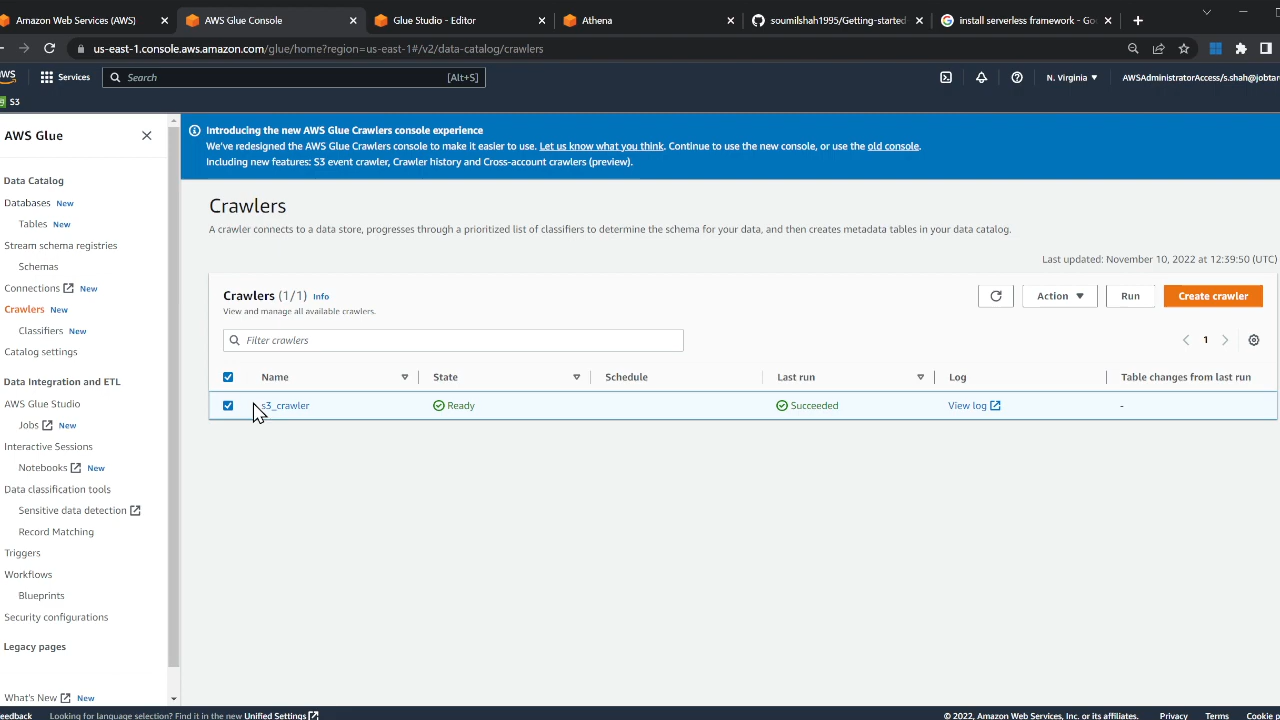 Amazon Web Services (AWS)
AWS Glue Console
Glue Studio - Editor
Athena
soumilshah1995/Getting-started
install serverless framework - Go
us-east-1.console.aws.amazon.com/glue/home?region=us-east-1#/v2/data-catalog/crawlers
Services
Search
[Alt+S]
N. Virginia
AWSAdministratorAccess/s.shah@jobtar
S3
AWS Glue
Data Catalog
Databases New
Tables New
Stream schema registries
Schemas
Connections New
Crawlers New
Classifiers New
Catalog settings
Data Integration and ETL
AWS Glue Studio
Jobs New
Interactive Sessions
Notebooks New
Data classification tools
Sensitive data detection
Record Matching
Triggers
Workflows
Blueprints
Security configurations
Legacy pages
What's New New
Introducing the new AWS Glue Crawlers console experience
We've redesigned the AWS Glue Crawlers console to make it easier to use. Let us know what you think. Continue to use the new console, or use the old console.
Including new features: S3 event crawler, Crawler history and Cross-account crawlers (preview).
Crawlers
A crawler connects to a data store, progresses through a prioritized list of classifiers to determine the schema for your data, and then creates metadata tables in your data catalog.
Last updated: November 10, 2022 at 12:39:50 (UTC)
Crawlers (1/1) Info
View and manage all available crawlers.
Action
Run
Create crawler
Filter crawlers
1
Name
State
Schedule
Last run
Log
Table changes from last run
s3_crawler
Ready
Succeeded
View log
-
eedback
Looking for language selection? Find it in the new Unified Settings
© 2022, Amazon Web Services, Inc. or its affiliates.
Privacy
Terms
Cookie p